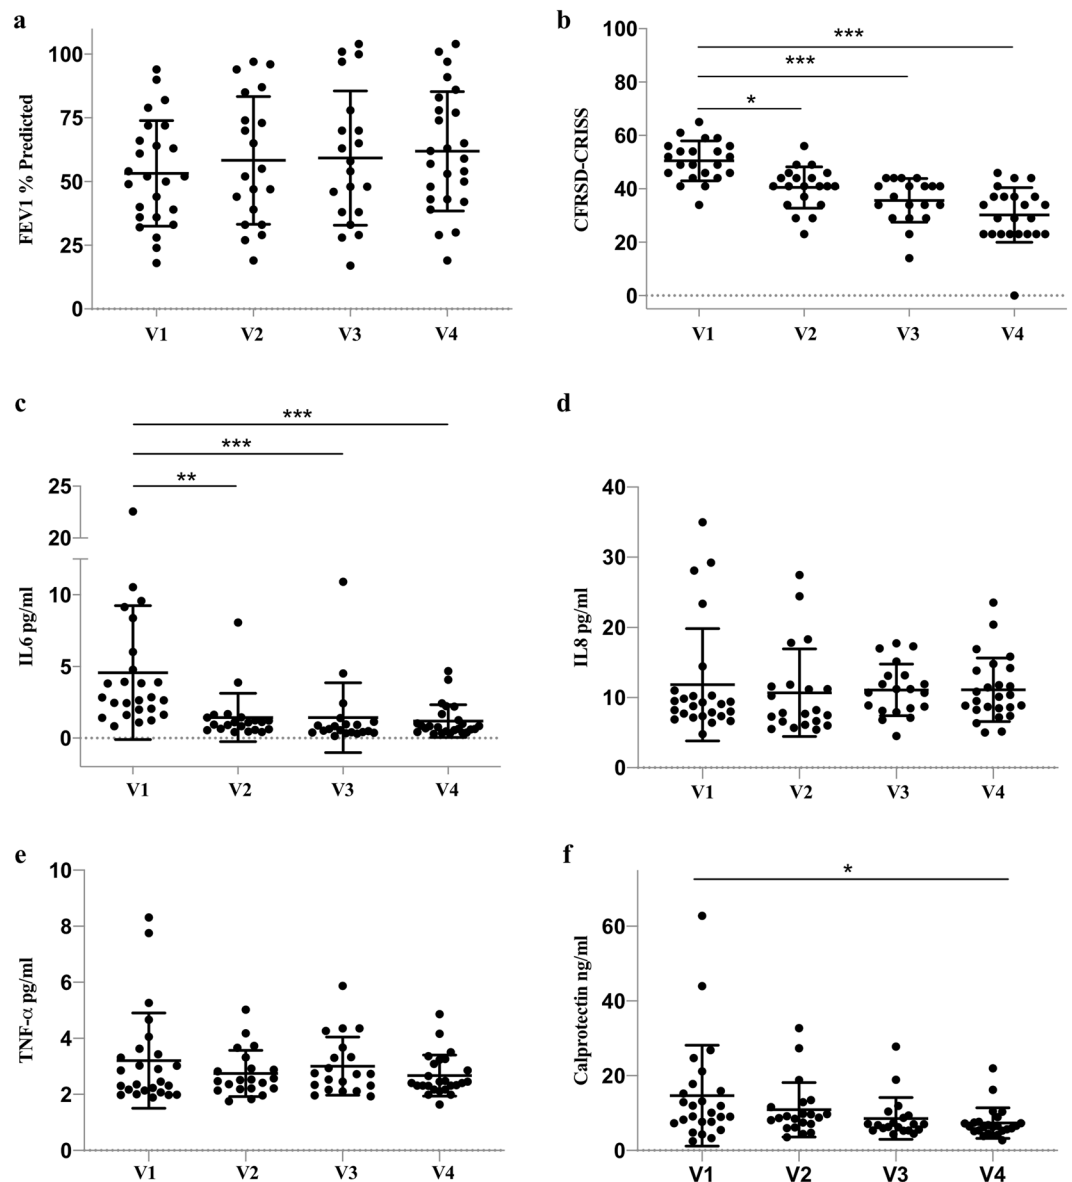 a
FEV1 % Predicted
100
75
50
25
0
V1 V2 V3 V4
b
CFRSD-CRISS
100
80
60
40
20
0
***
***
*
V1 V2 V3 V4
c
IL6 pg/ml
***
***
**
25
20
10
5
0
V1 V2 V3 V4
d
IL8 pg/ml
40
30
20
10
0
V1 V2 V3 V4
e
TNF-α pg/ml
10
8
6
4
2
0
V1 V2 V3 V4
f
Calprotectin ng/ml
*
60
40
20
0
V1 V2 V3 V4